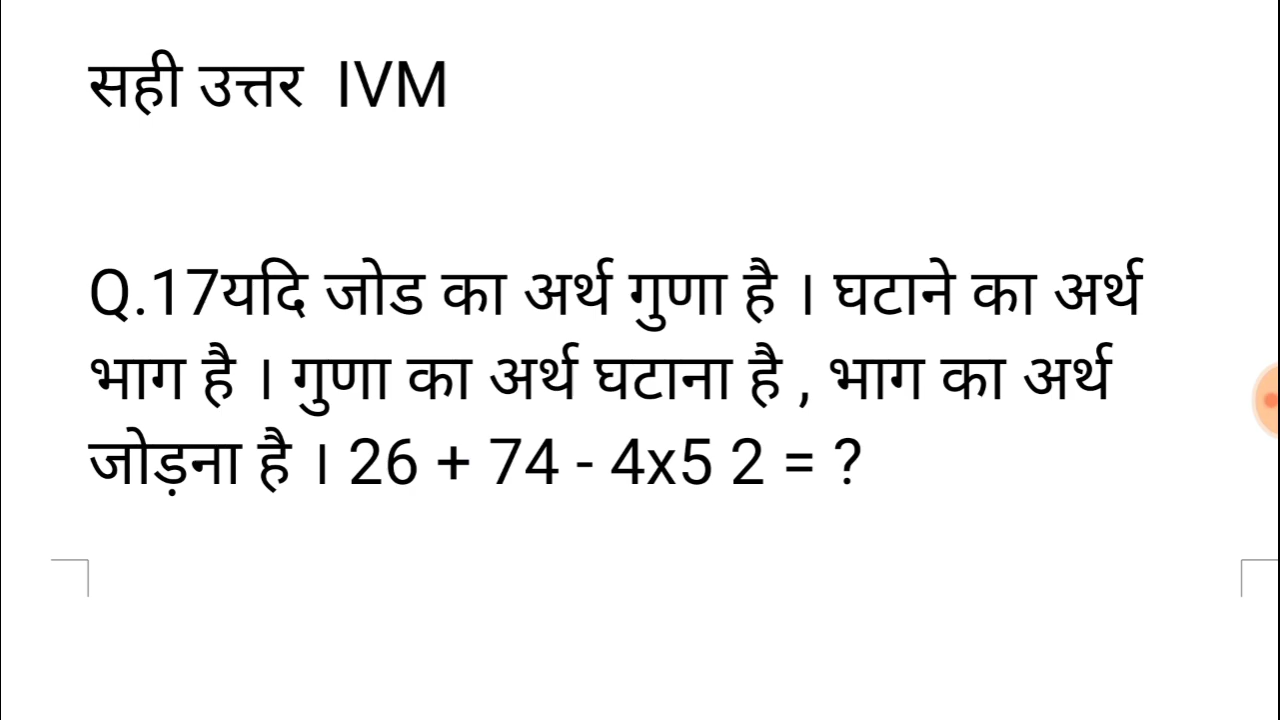 सही उत्तर IVM
Q.17यदि जोड का अर्थ गुणा है । घटाने का अर्थ
भाग है । गुणा का अर्थ घटाना है , भाग का अर्थ
जोड़ना है । 26 + 74 - 4x5 2 = ?